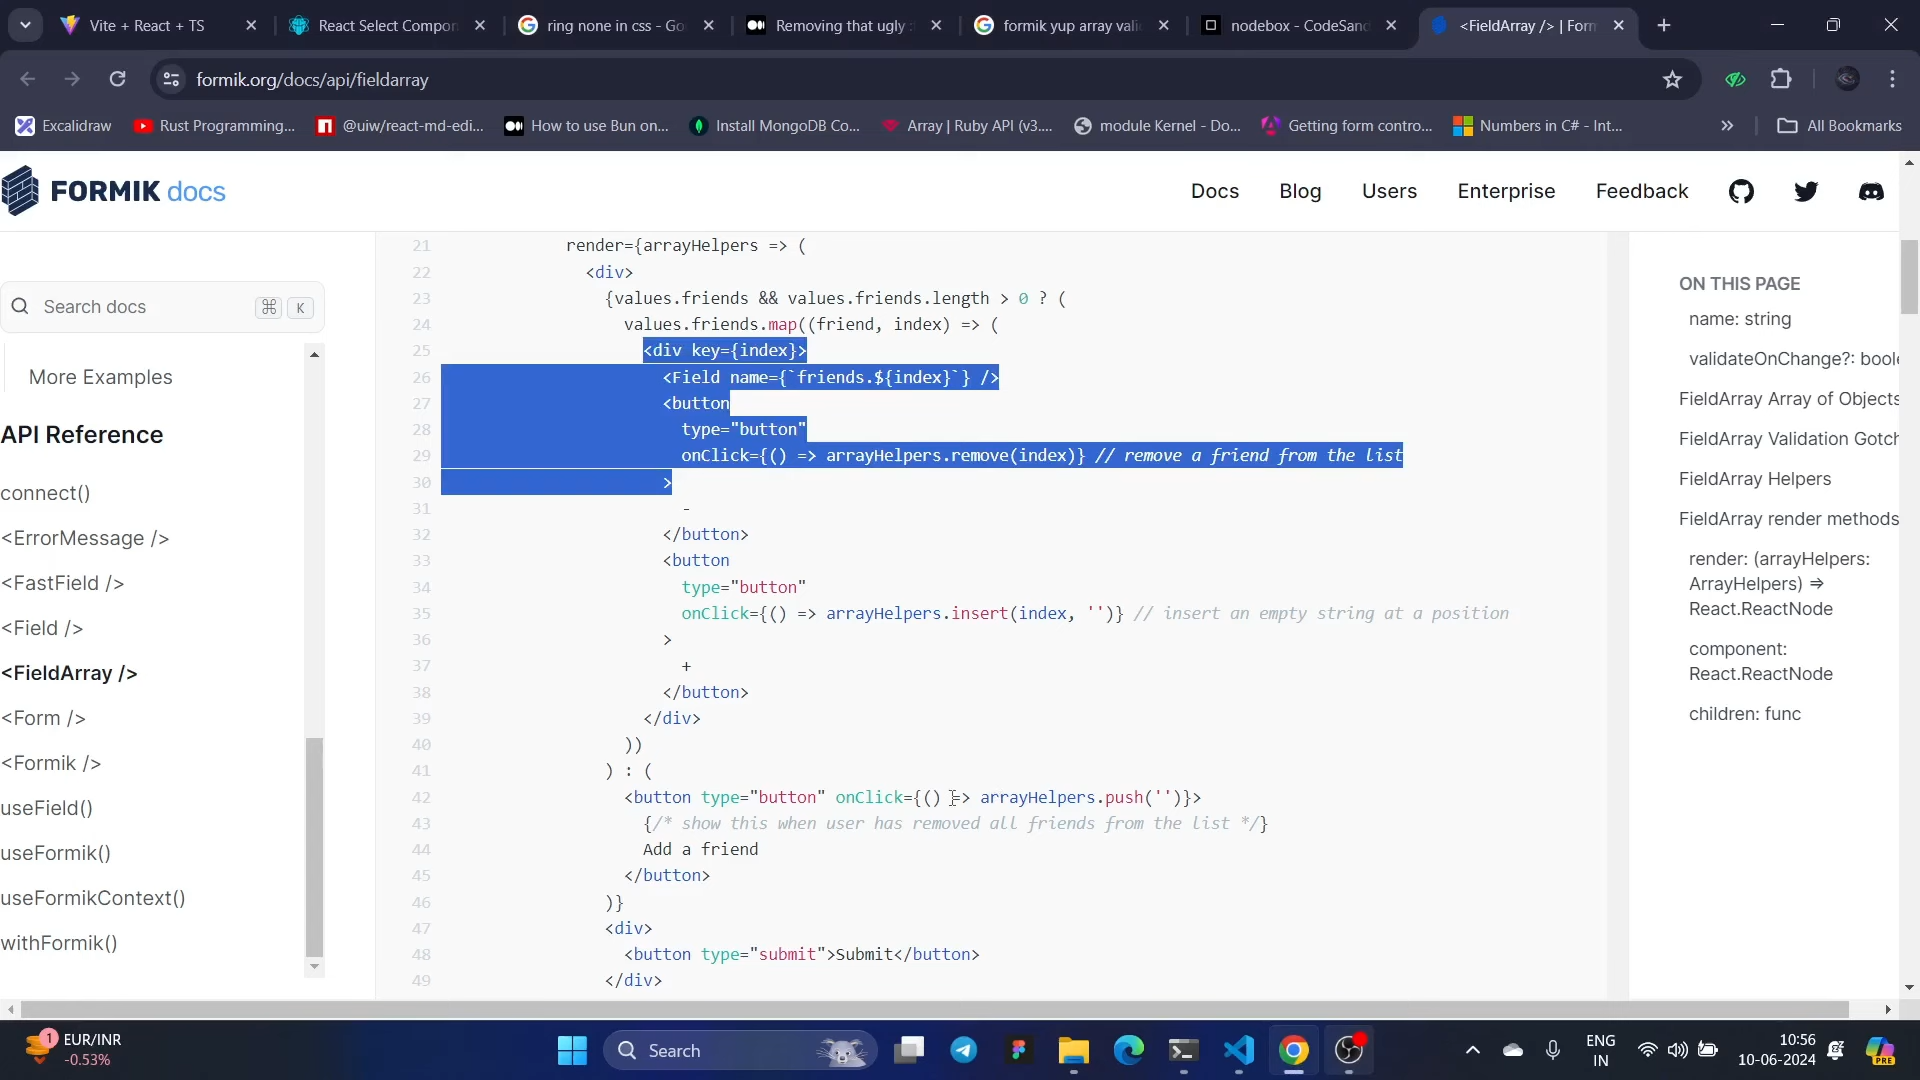 Vite + React + TS
React Select Compon
ring none in css - Go
Removing that ugly :
formik yup array vali
nodebox - CodeSand
<FieldArray /> | Form
formik.org/docs/api/fieldarray
Excalidraw
Rust Programming...
@uiw/react-md-edi...
How to use Bun on...
Install MongoDB Co...
Array | Ruby API (v3....
module Kernel - Do...
Getting form contro...
Numbers in C# - Int...
All Bookmarks
FORMIK docs
Docs
Blog
Users
Enterprise
Feedback
Search docs
⌘ K
More Examples
API Reference
connect()
<ErrorMessage />
<FastField />
<Field />
<FieldArray />
<Form />
<Formik />
useField()
useFormik()
useFormikContext()
withFormik()
21 render={arrayHelpers => (
22 <div>
23 {values.friends && values.friends.length > 0 ? (
24 values.friends.map((friend, index) => (
25 <div key={index}>
26 <Field name={`friends.${index}`} />
27 <button
28 type="button"
29 onClick={() => arrayHelpers.remove(index)} // remove a friend from the list
30 >
31 -
32 </button>
33 <button
34 type="button"
35 onClick={() => arrayHelpers.insert(index, '')} // insert an empty string at a position
36 >
37 +
38 </button>
39 </div>
40 ))
41 ) : (
42 <button type="button" onClick={() => arrayHelpers.push('')}>
43 {/* show this when user has removed all friends from the list */}
44 Add a friend
45 </button>
46 )}
47 <div>
48 <button type="submit">Submit</button>
49 </div>
ON THIS PAGE
name: string
validateOnChange?: boole
FieldArray Array of Objects
FieldArray Validation Gotch
FieldArray Helpers
FieldArray render methods
render: (arrayHelpers:
ArrayHelpers) =>
React.ReactNode
component:
React.ReactNode
children: func
1
EUR/INR
-0.53%
Search
ENG
IN
10:56
10-06-2024
PRE